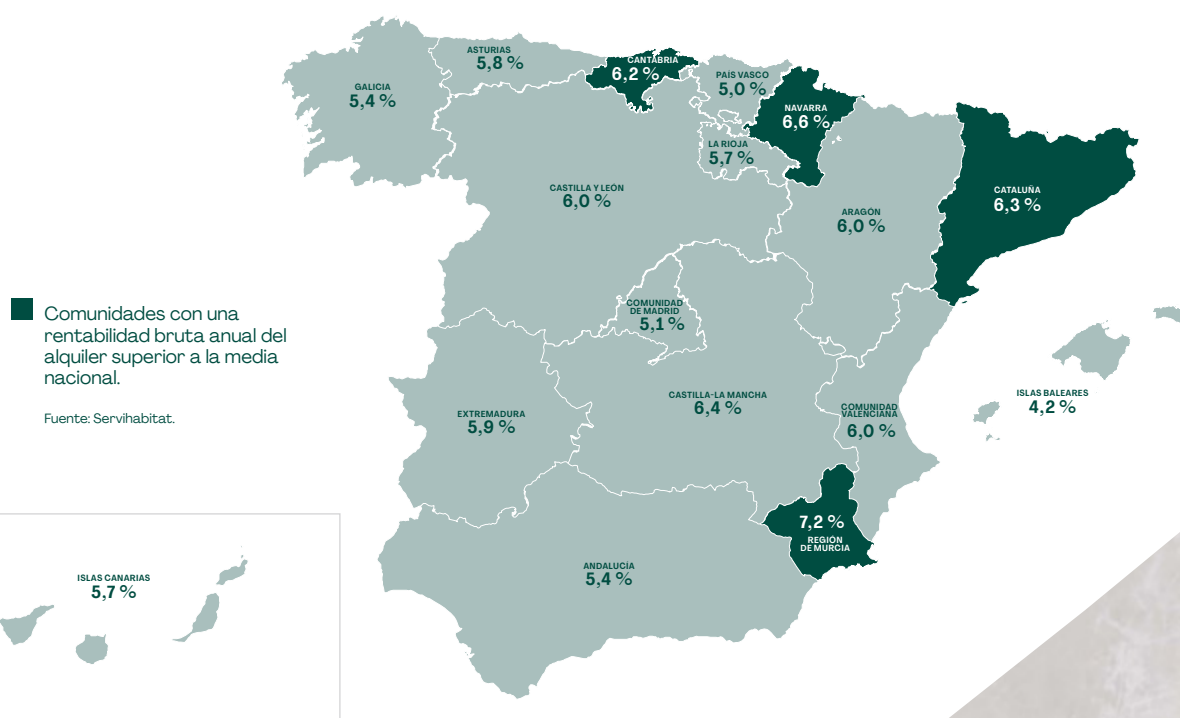 ASTURIAS
5,8 %
CANTABRIA
6,2 %
PAÍS VASCO
5,0 %
GALICIA
5,4 %
NAVARRA
6,6 %
LA RIOJA
5,7 %
CASTILLA Y LEÓN
6,0 %
CATALUÑA
6,3 %
ARAGÓN
6,0 %
Comunidades con una
rentabilidad bruta anual del
alquiler superior a la media
nacional.
Fuente: Servihabitat.
COMUNIDAD
DE MADRID
5,1 %
CASTILLA-LA MANCHA
6,4 %
ISLAS BALEARES
4,2 %
EXTREMADURA
5,9 %
COMUNIDAD
VALENCIANA
6,0 %
7,2 %
REGIÓN
DE MURCIA
ANDALUCÍA
5,4 %
ISLAS CANARIAS
5,7 %